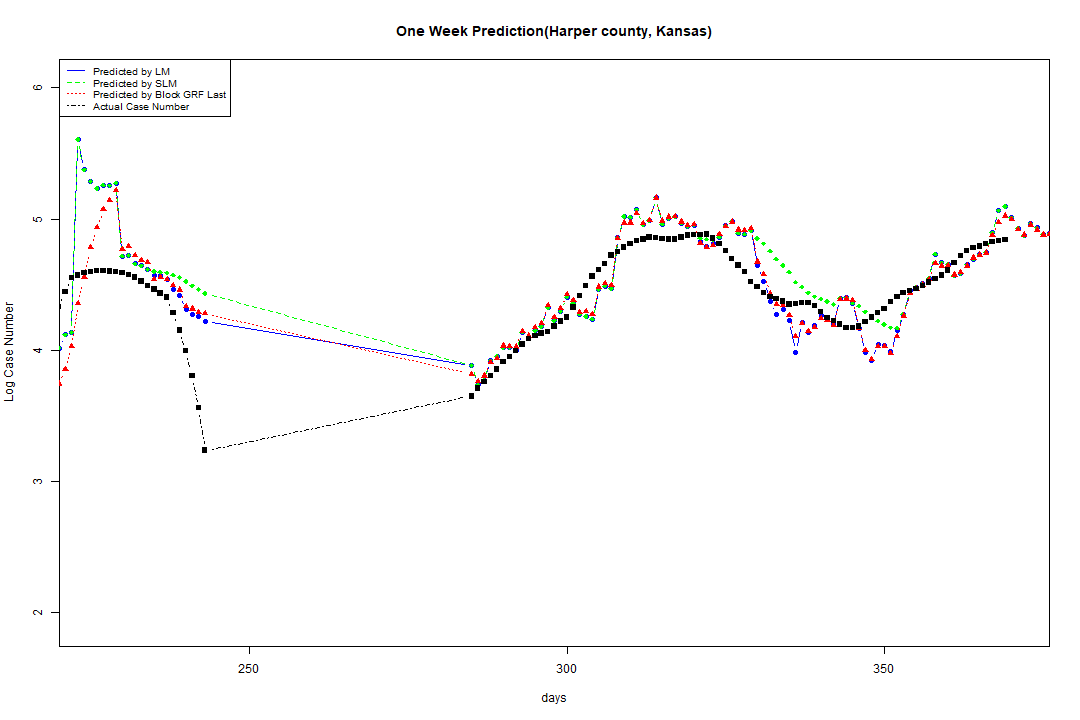 One Week Prediction(Harper county, Kansas)
Predicted by LM
Predicted by SLM
Predicted by Block GRF Last
Actual Case Number
6
5
4
3
2
Log Case Number
250 300 350
days